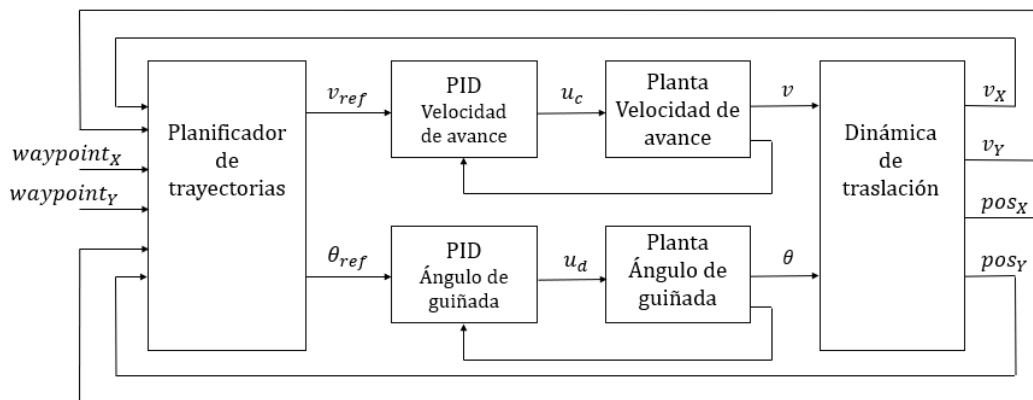 waypoint_X
waypoint_Y
Planificador
de
trayectorias
v_ref
θ_ref
PID
Velocidad
de avance
PID
Ángulo de
guiñada
u_c
u_d
Planta
Velocidad de
avance
Planta
Ángulo de
guiñada
v
θ
Dinámica
de
traslación
v_X
v_Y
pos_X
pos_Y